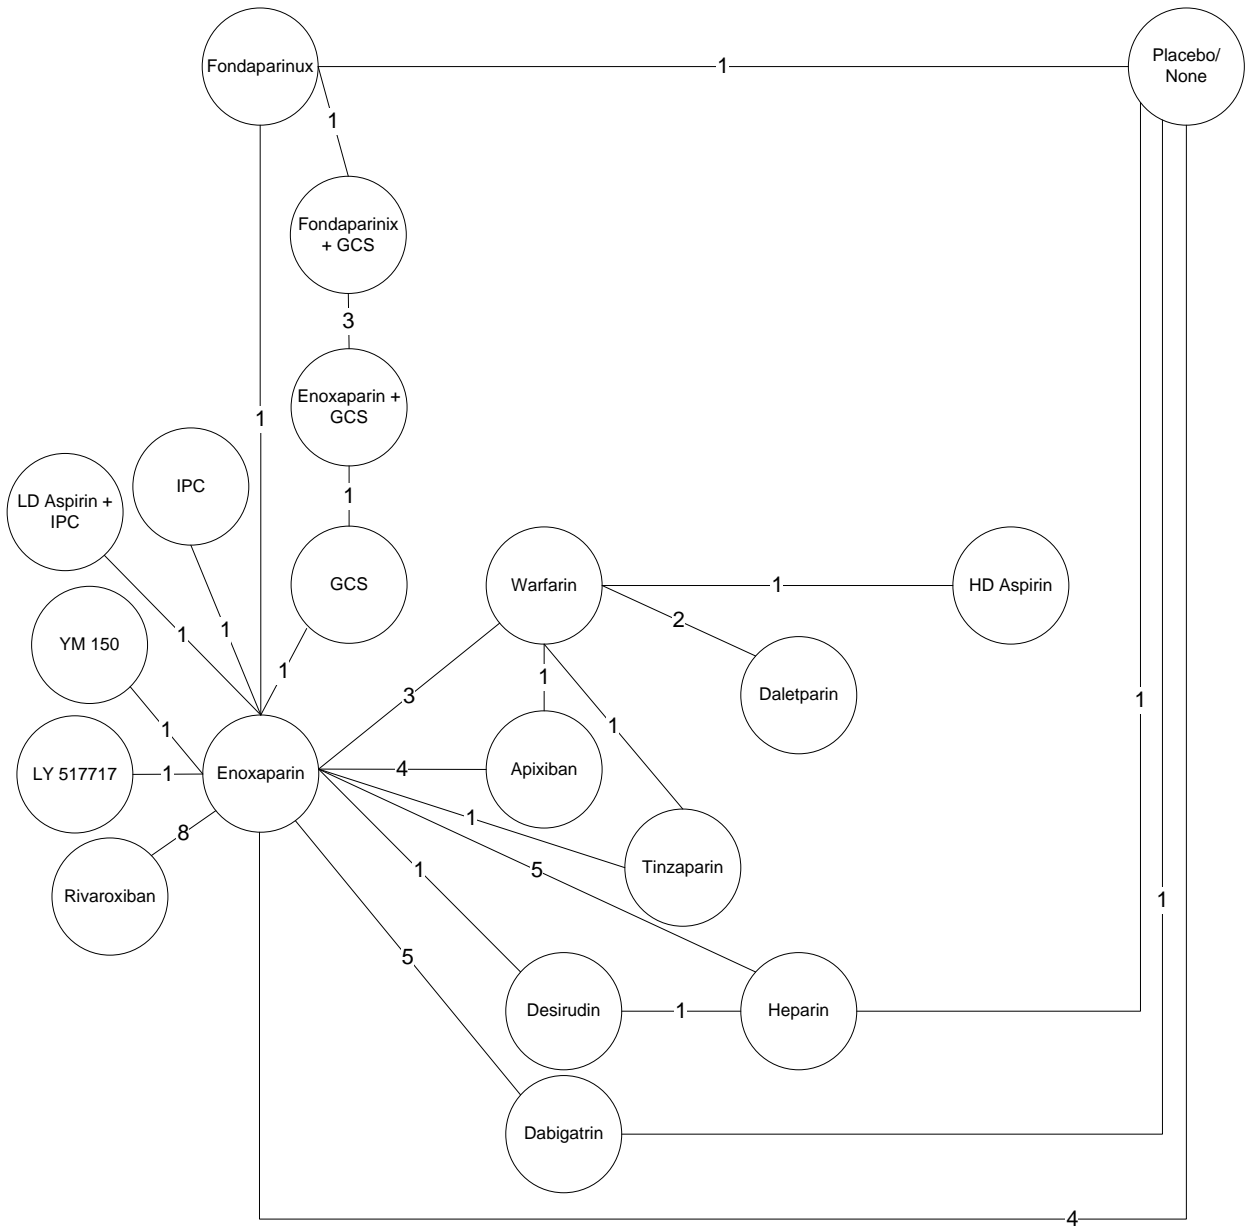 Fondaparinux
1
Placebo/
None
1
Fondaparinix
+ GCS
3
Enoxaparin +
GCS
1
1
IPC
LD Aspirin +
IPC
1
GCS
Warfarin
1
HD Aspirin
2
1
1
YM 150
1
1
3
Daletparin
1
1
1
LY 517717
1
Enoxaparin
4
Apixiban
1
8
1
5
Tinzaparin
Rivaroxiban
1
5
Desirudin
1
Heparin
Dabigatrin
4